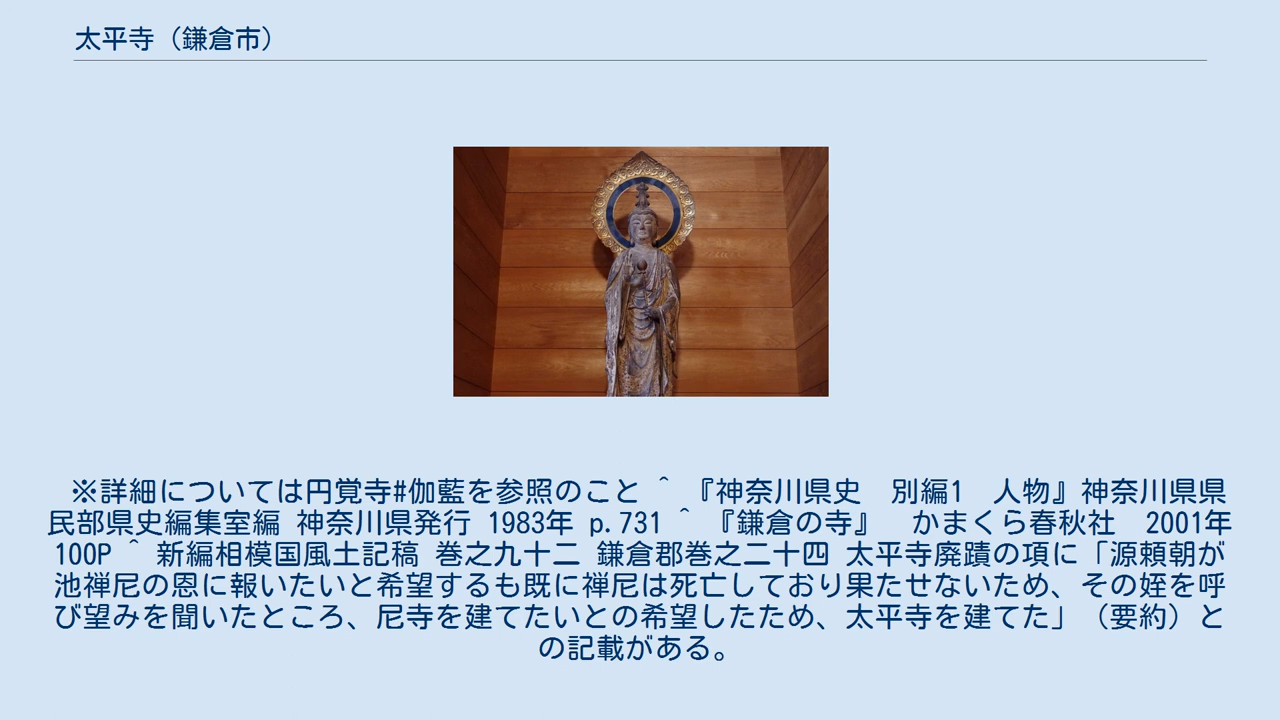 太平寺（鎌倉市）
※詳細については円覚寺#伽藍を参照のこと ^ 『神奈川県史　別編1　人物』神奈川県県
民部県史編集室編 神奈川県発行 1983年 p.731 ^ 『鎌倉の寺』　かまくら春秋社　2001年
100P ^ 新編相模国風土記稿 巻之九十二 鎌倉郡巻之二十四 太平寺廃蹟の項に「源頼朝が
池禅尼の恩に報いたいと希望するも既に禅尼は死亡しており果たせないため、その姪を呼
び望みを聞いたところ、尼寺を建てたいとの希望したため、太平寺を建てた」（要約）と
の記載がある。